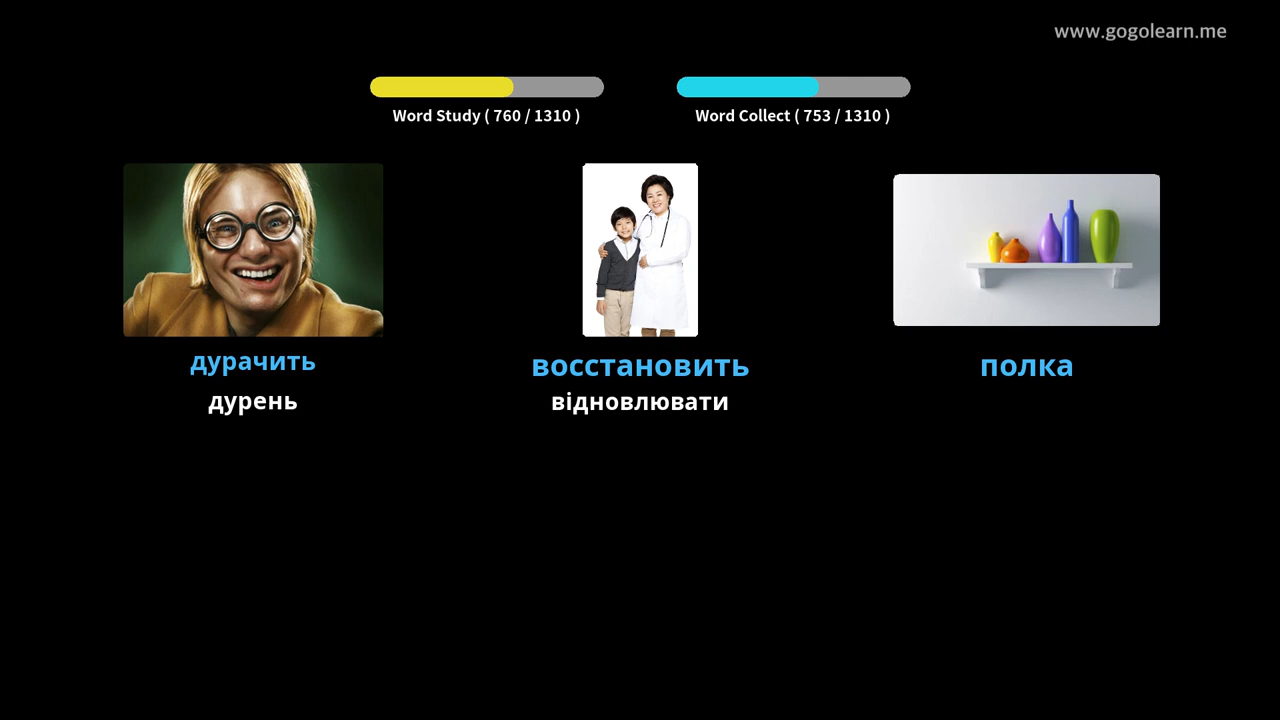 www.gogolearn.me
Word Study ( 760 / 1310 )
Word Collect ( 753 / 1310 )
дурачить
дурень
восстановить
відновлювати
полка